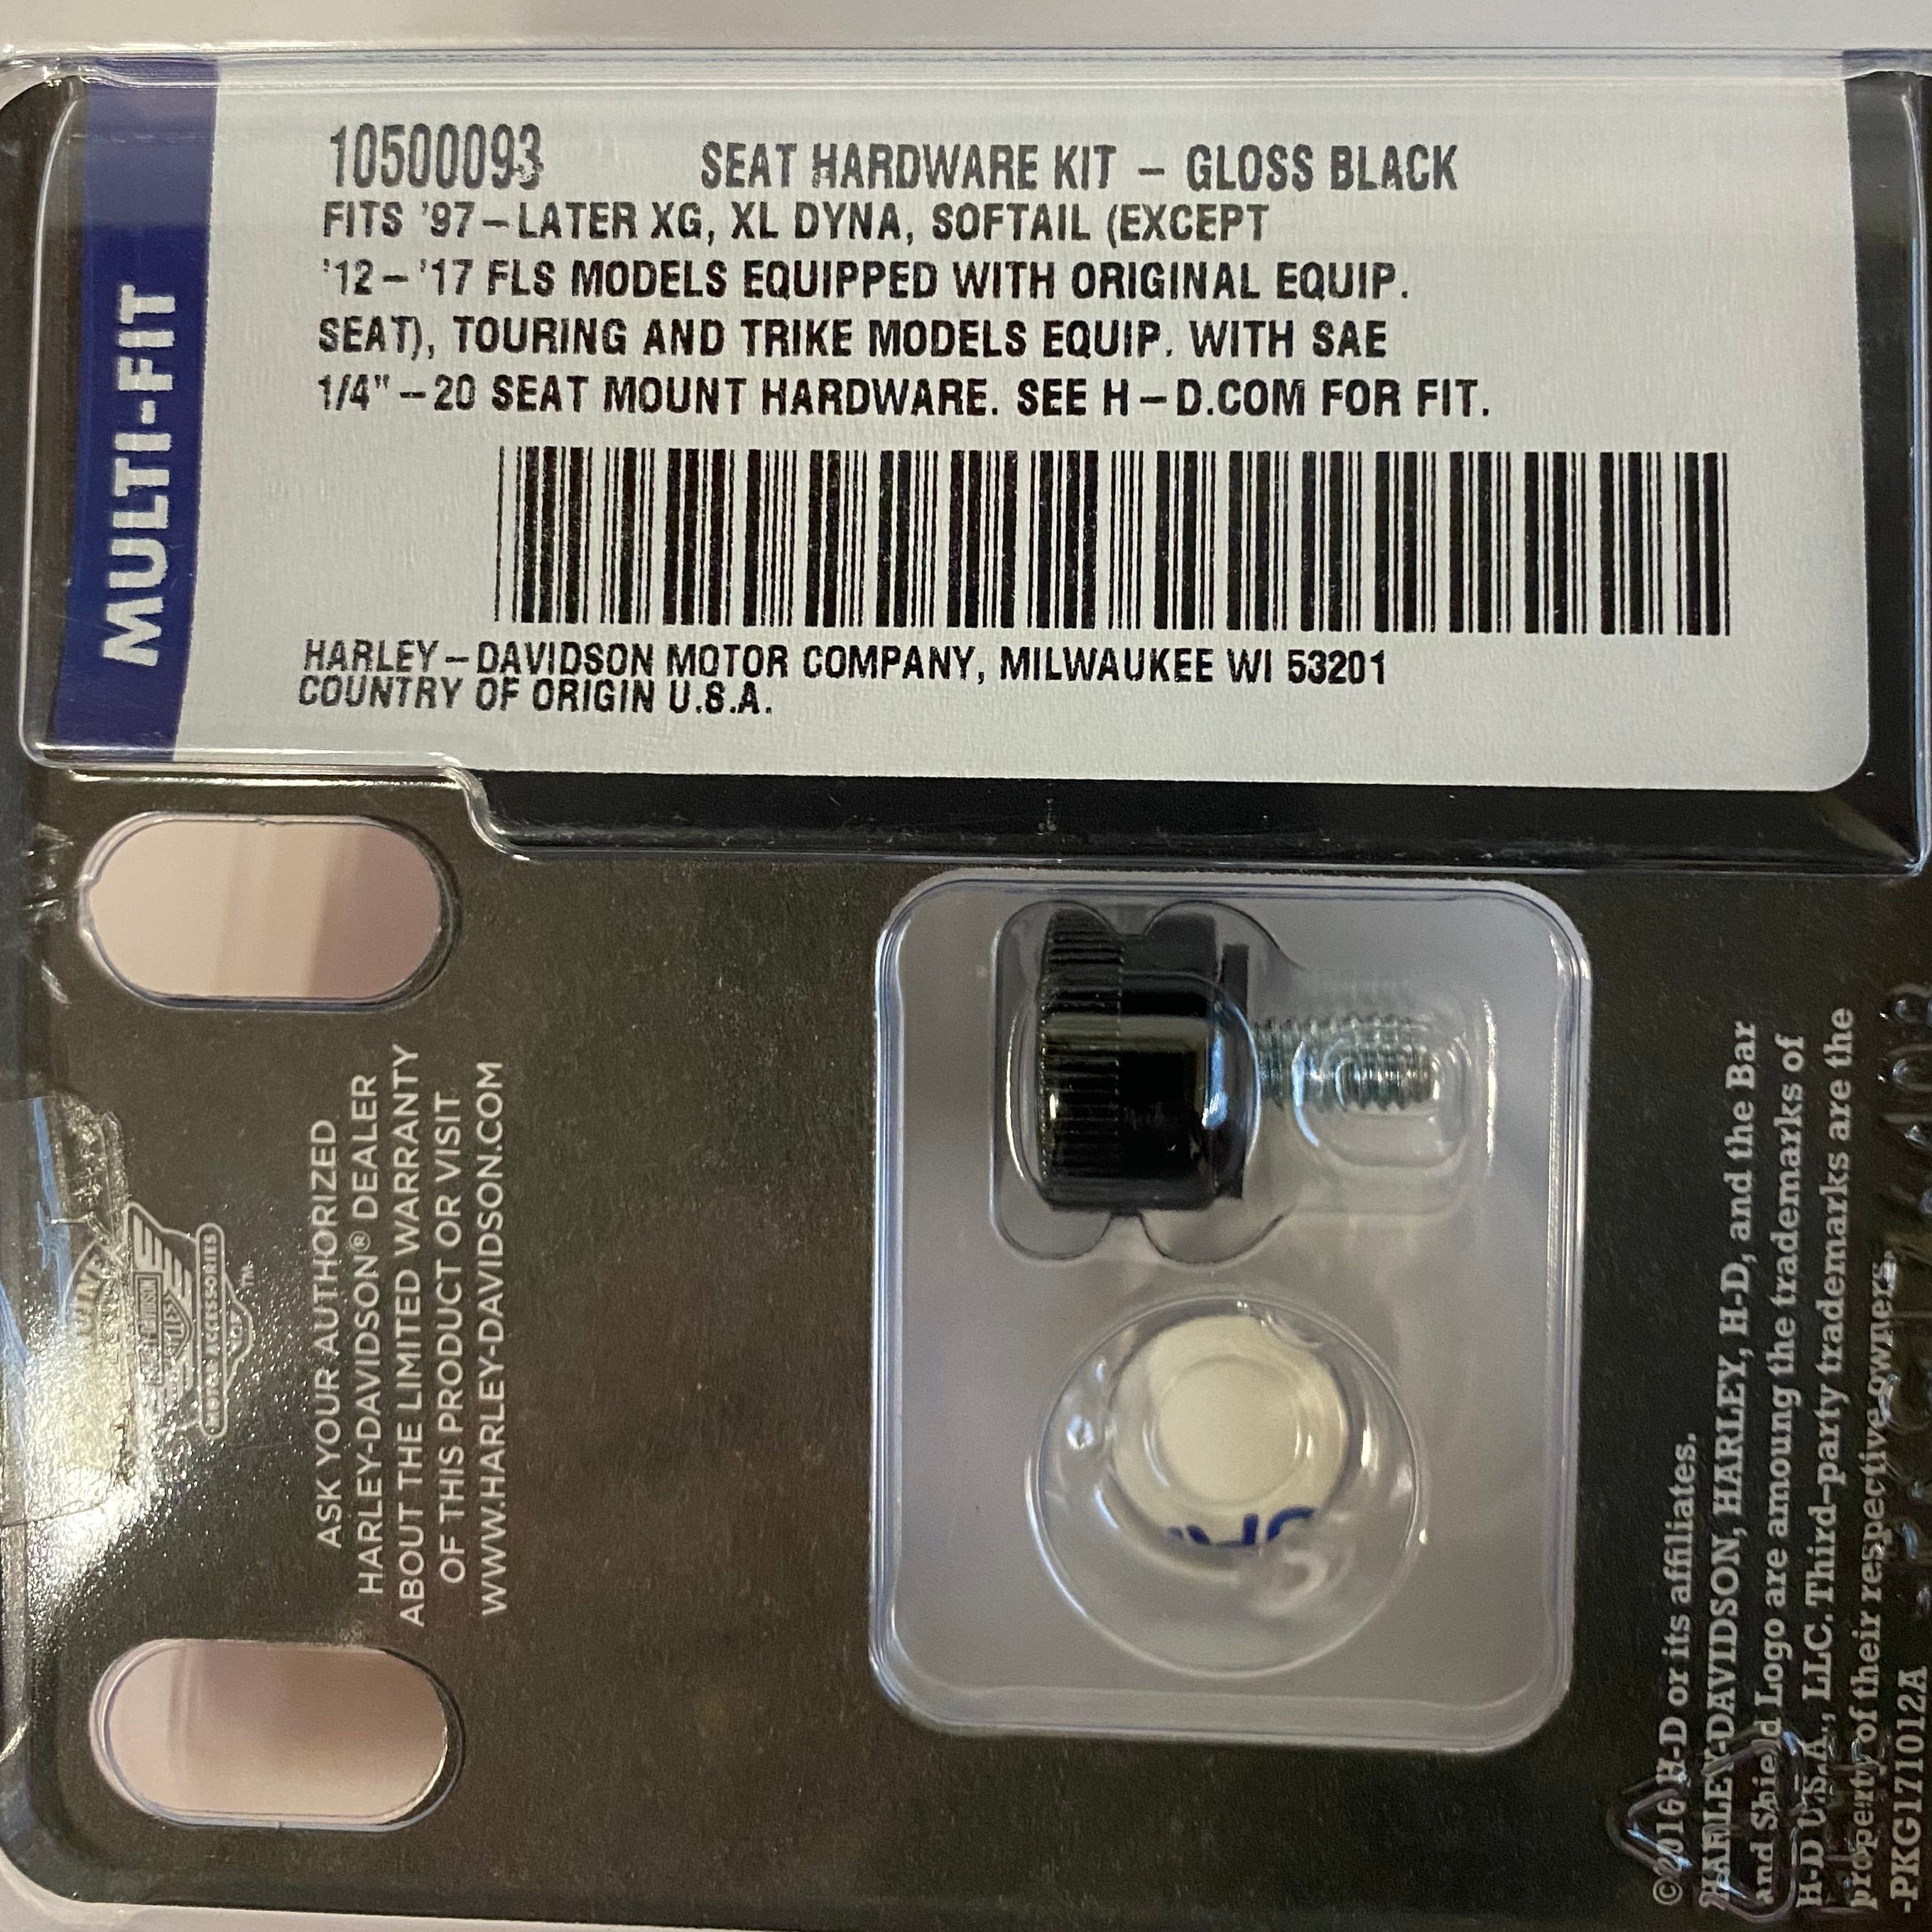 10500093 SEAT HARDWARE KIT – GLOSS BLACK
FITS '97–LATER XG, XL DYNA, SOFTAIL (EXCEPT
'12–'17 FLS MODELS EQUIPPED WITH ORIGINAL EQUIP.
SEAT), TOURING AND TRIKE MODELS EQUIP. WITH SAE
1/4"–20 SEAT MOUNT HARDWARE. SEE H–D.COM FOR FIT.
HARLEY–DAVIDSON MOTOR COMPANY, MILWAUKEE WI 53201
COUNTRY OF ORIGIN U.S.A.
MULTI-FIT
MOTOR ACCESSORIES
ASK YOUR AUTHORIZED
HARLEY-DAVIDSON® DEALER
ABOUT THE LIMITED WARRANTY
OF THIS PRODUCT OR VISIT
WWW.HARLEY-DAVIDSON.COM
©2016 H-D or its affiliates.
HARLEY-DAVIDSON, HARLEY, H-D, and the Bar
and Shield Logo are amoung the trademarks of
H-D U.S.A., LLC. Third-party trademarks are the
property of their respective owners.
-PKG171012A